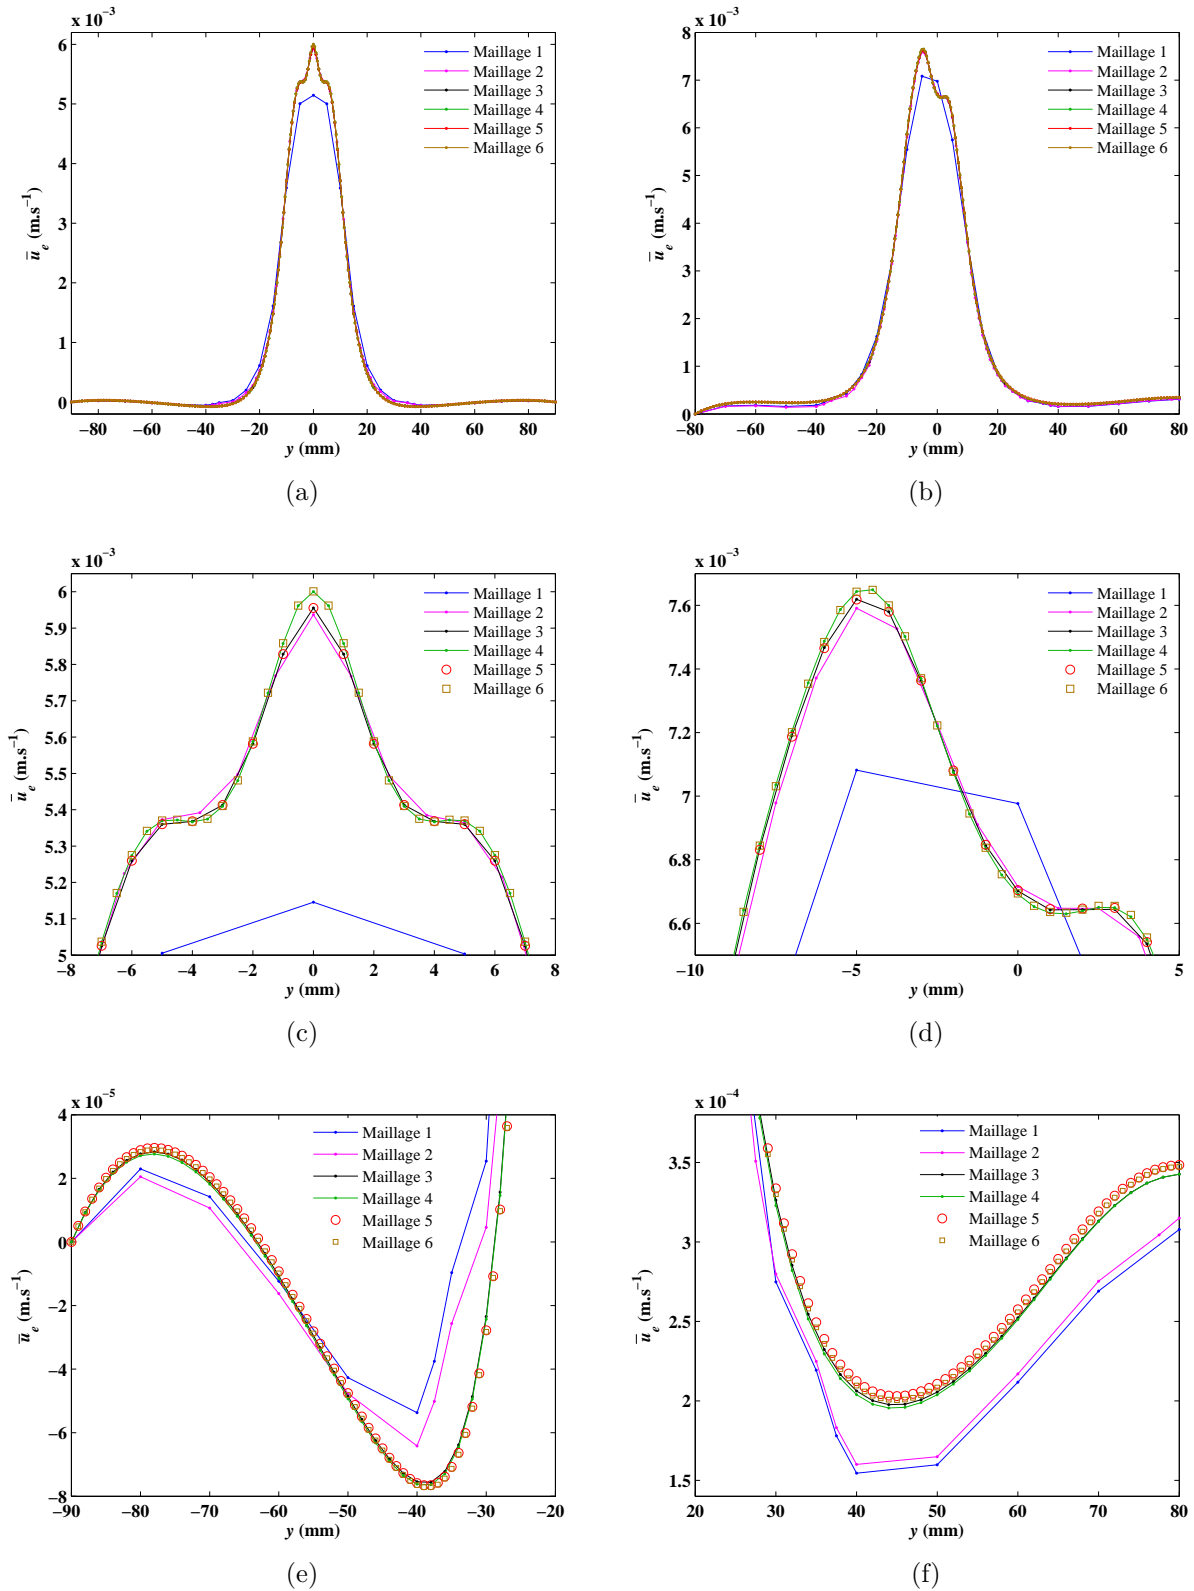 x 10⁻³
6
5
4
3
2
1
0
−80 −60 −40 −20 0 20 40 60 80
y (mm)
ū_e (m.s⁻¹)
Maillage 1
Maillage 2
Maillage 3
Maillage 4
Maillage 5
Maillage 6
(a)
x 10⁻³
8
7
6
5
4
3
2
1
0
−80 −60 −40 −20 0 20 40 60 80
y (mm)
ū_e (m.s⁻¹)
Maillage 1
Maillage 2
Maillage 3
Maillage 4
Maillage 5
Maillage 6
(b)
x 10⁻³
6
5.9
5.8
5.7
5.6
5.5
5.4
5.3
5.2
5.1
5
−8 −6 −4 −2 0 2 4 6 8
y (mm)
ū_e (m.s⁻¹)
Maillage 1
Maillage 2
Maillage 3
Maillage 4
Maillage 5
Maillage 6
(c)
x 10⁻³
7.6
7.4
7.2
7
6.8
6.6
−10 −5 0 5
y (mm)
ū_e (m.s⁻¹)
Maillage 1
Maillage 2
Maillage 3
Maillage 4
Maillage 5
Maillage 6
(d)
x 10⁻⁵
4
2
0
−2
−4
−6
−8
−90 −80 −70 −60 −50 −40 −30 −20
y (mm)
ū_e (m.s⁻¹)
Maillage 1
Maillage 2
Maillage 3
Maillage 4
Maillage 5
Maillage 6
(e)
x 10⁻⁴
3.5
3
2.5
2
1.5
20 30 40 50 60 70 80
y (mm)
ū_e (m.s⁻¹)
Maillage 1
Maillage 2
Maillage 3
Maillage 4
Maillage 5
Maillage 6
(f)